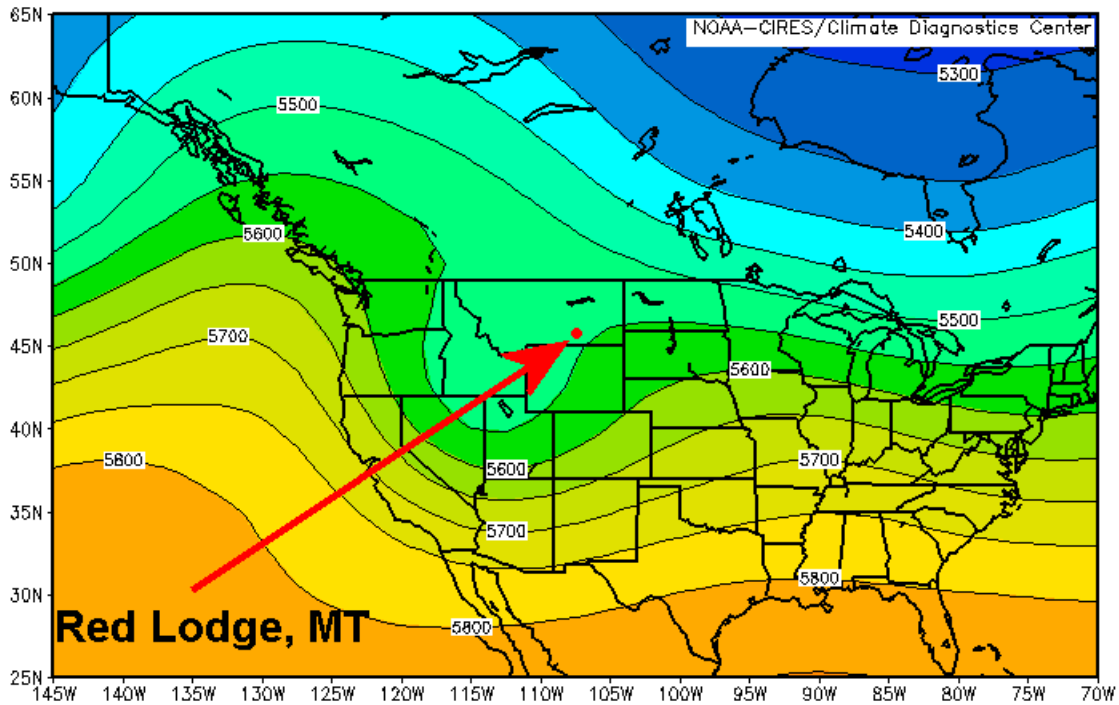 NOAA-CIRES/Climate Diagnostics Center
65N
60N
55N
50N
45N
40N
35N
30N
25N
5300
5500
5400
5600
5500
5700
5600
5800
5600
5700
5700
5800
5800
Red Lodge, MT
145W 140W 135W 130W 125W 120W 115W 110W 105W 100W 95W 90W 85W 80W 75W 70W